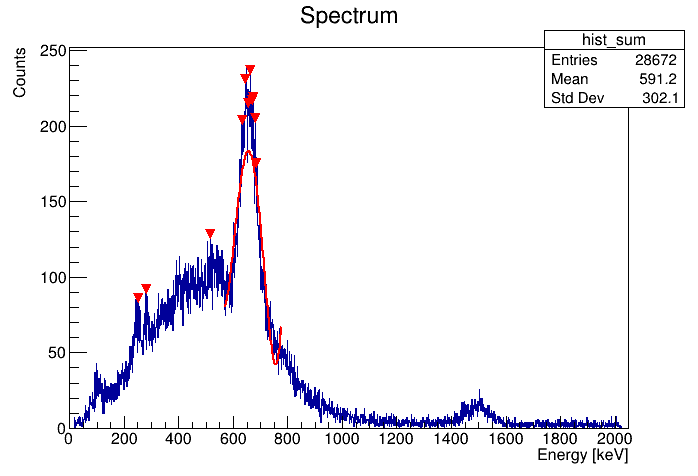 Spectrum
hist_sum
Entries 28672
Mean 591.2
Std Dev 302.1
Counts
250
200
150
100
50
0
0 200 400 600 800 1000 1200 1400 1600 1800 2000
Energy [keV]